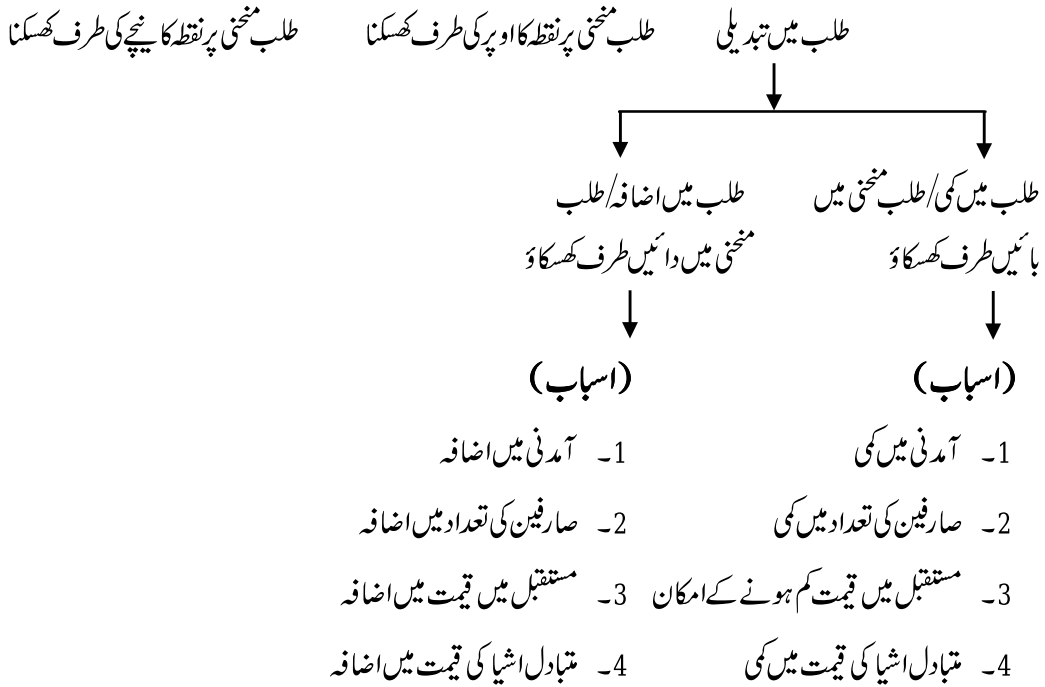 طلب میں تبدیلی طلب منحنی پر نقطہ کا اوپر کی طرف کھسکنا طلب منحنی پر نقطہ کا نیچے کی طرف کھسکنا
طلب میں کمی/طلب منحنی میں
بائیں طرف کھسکاؤ
طلب میں اضافہ/طلب
منحنی میں دائیں طرف کھسکاؤ
(اسباب)
1۔ آمدنی میں کمی
2۔ صارفین کی تعداد میں کمی
3۔ مستقبل میں قیمت کم ہونے کے امکان
4۔ متبادل اشیا کی قیمت میں کمی
(اسباب)
1۔ آمدنی میں اضافہ
2۔ صارفین کی تعداد میں اضافہ
3۔ مستقبل میں قیمت میں اضافہ
4۔ متبادل اشیا کی قیمت میں اضافہ